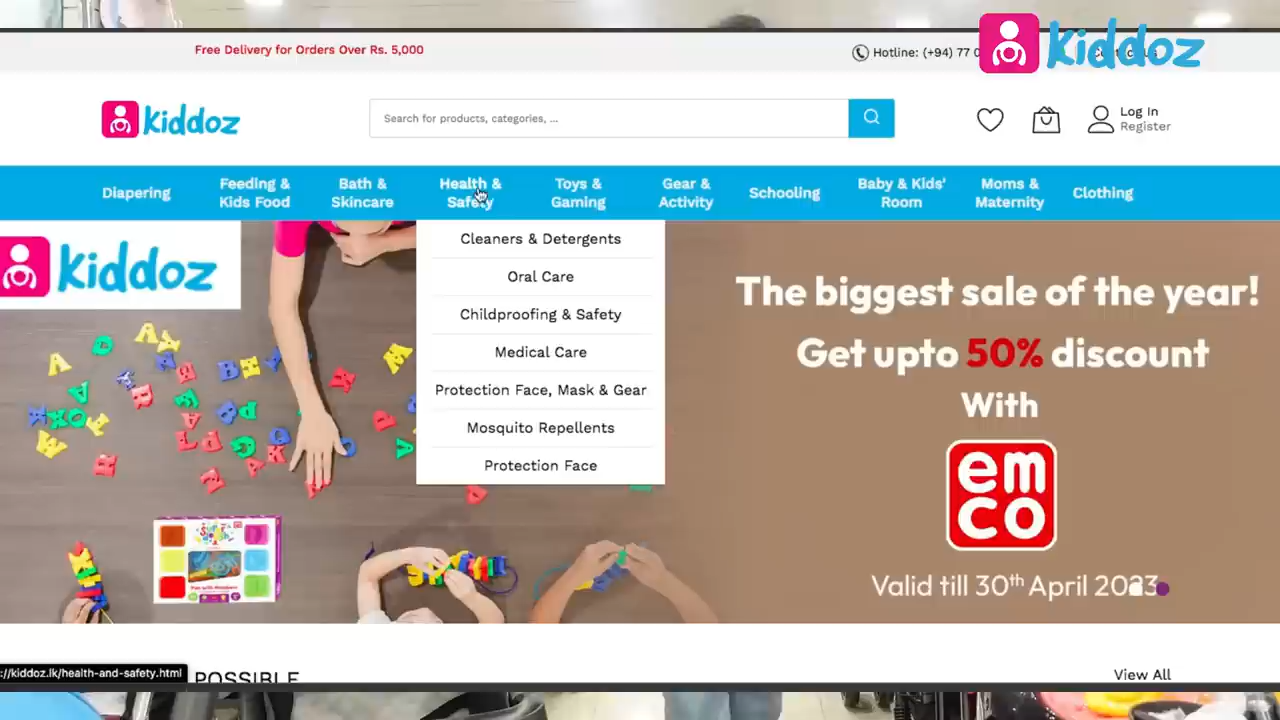 Free Delivery for Orders Over Rs. 5,000
Hotline: (+94) 77
kiddoz
kiddoz
Search for products, categories, ...
Log In
Register
Diapering
Feeding &
Kids Food
Bath &
Skincare
Health &
Safety
Toys &
Gaming
Gear &
Activity
Schooling
Baby & Kids'
Room
Moms &
Maternity
Clothing
Cleaners & Detergents
Oral Care
Childproofing & Safety
Medical Care
Protection Face, Mask & Gear
Mosquito Repellents
Protection Face
kiddoz
The biggest sale of the year!
Get upto 50% discount
With
em
co
Valid till 30th April 2023
://kiddoz.lk/health-and-safety.html
POSSIBLE
View All